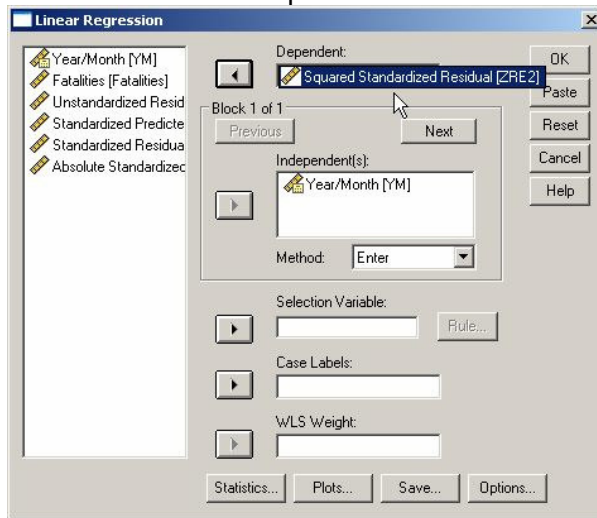 Linear Regression
Year/Month [YM]
Fatalities [Fatalities]
Unstandardized Resid
Standardized Predicte
Standardized Residua
Absolute Standardizec
Dependent:
Squared Standardized Residual [ZRE2]
Block 1 of 1
Previous
Next
Independent(s):
Year/Month [YM]
Method:
Enter
Selection Variable:
Rule...
Case Labels:
WLS Weight:
Statistics...
Plots...
Save...
Options...
OK
Paste
Reset
Cancel
Help